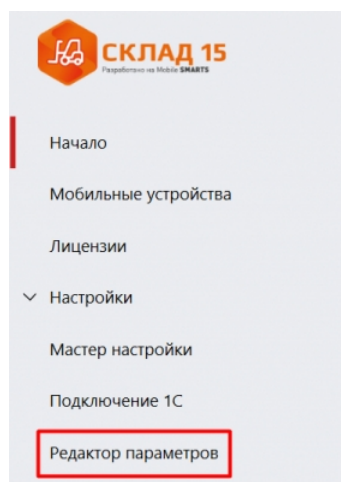 СКЛАД 15
Разработано на Mobile SMARTS
Начало
Мобильные устройства
Лицензии
Настройки
Мастер настройки
Подключение 1С
Редактор параметров